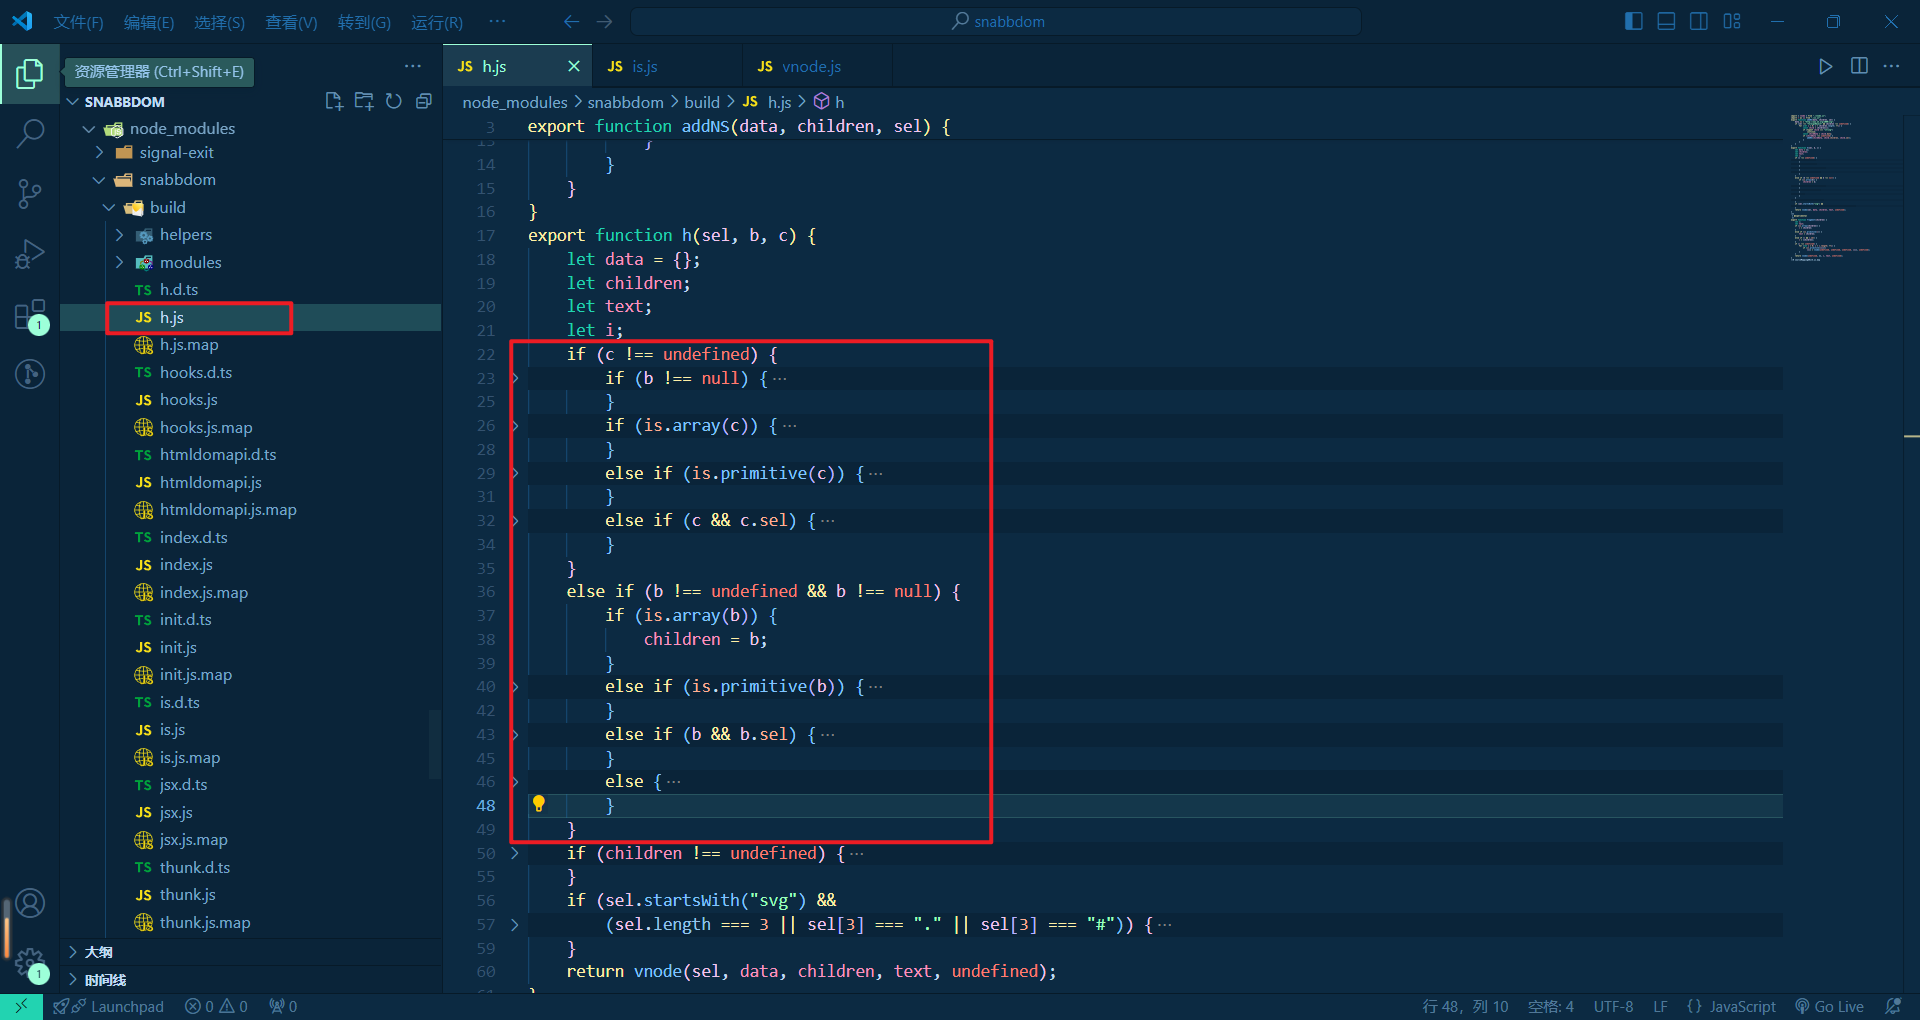 文件(F) 编辑(E) 选择(S) 查看(V) 转到(G) 运行(R) ··· snabbdom
资源管理器 (Ctrl+Shift+E) ···
SNABBDOM
node_modules
signal-exit
snabbdom
build
helpers
modules
TS h.d.ts
JS h.js
h.js.map
TS hooks.d.ts
JS hooks.js
hooks.js.map
TS htmldomapi.d.ts
JS htmldomapi.js
htmldomapi.js.map
TS index.d.ts
JS index.js
index.js.map
TS init.d.ts
JS init.js
init.js.map
TS is.d.ts
JS is.js
is.js.map
TS jsx.d.ts
JS jsx.js
jsx.js.map
TS thunk.d.ts
JS thunk.js
thunk.js.map
大纲
时间线
1
1
JS h.js JS is.js JS vnode.js
node_modules > snabbdom > build > JS h.js > h
3 export function addNS(data, children, sel) {
13 }
14 }
15 }
16 }
17 export function h(sel, b, c) {
18 let data = {};
19 let children;
20 let text;
21 let i;
22 if (c !== undefined) {
23 if (b !== null) {···
25 }
26 if (is.array(c)) {···
28 }
29 else if (is.primitive(c)) {···
31 }
32 else if (c && c.sel) {···
34 }
35 }
36 else if (b !== undefined && b !== null) {
37 if (is.array(b)) {
38 children = b;
39 }
40 else if (is.primitive(b)) {···
42 }
43 else if (b && b.sel) {···
45 }
46 else {···
48 }
49 }
50 if (children !== undefined) {···
55 }
56 if (sel.startsWith("svg") &&
57 (sel.length === 3 || sel[3] === "." || sel[3] === "#")) {···
59 }
60 return vnode(sel, data, children, text, undefined);
61 }
Launchpad 0 0 0 行 48，列 10 空格: 4 UTF-8 LF {} JavaScript Go Live